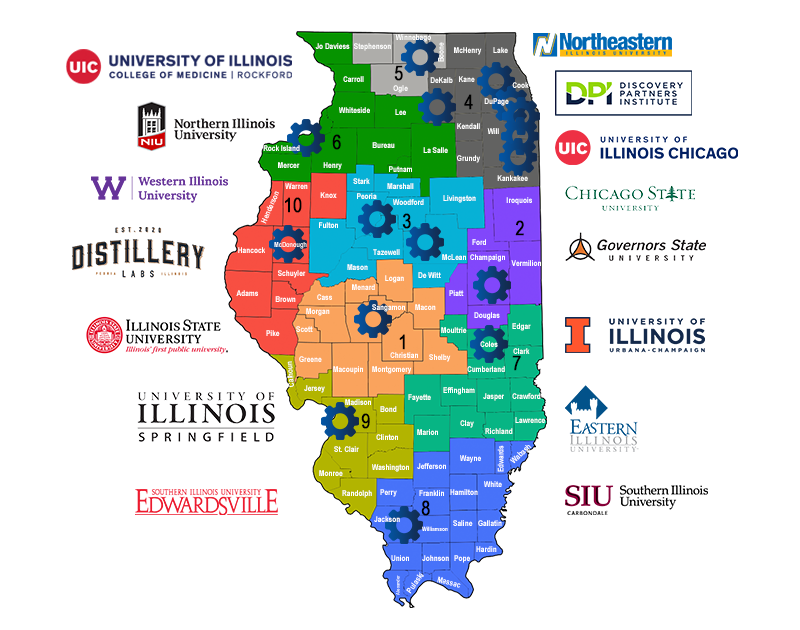 UIC
UNIVERSITY OF ILLINOIS
COLLEGE OF MEDICINE | ROCKFORD
NIU
Northern Illinois
University
W
Western Illinois
University
EST. 2020
DISTILLERY
PEORIA LABS ILLINOIS
ILLINOIS STATE
UNIVERSITY
Illinois' first public university.
UNIVERSITY OF
ILLINOIS
SPRINGFIELD
SOUTHERN ILLINOIS UNIVERSITY
EDWARDSVILLE
Jo Daviess
Stephenson
Winnebago
Boone
McHenry
Lake
Carroll
5
Ogle
DeKalb
Kane
Cook
DuPage
4
Whiteside
Lee
Kendall
Will
Rock Island
6
Bureau
La Salle
Grundy
Mercer
Henry
Putnam
Kankakee
Henderson
Warren
10
Knox
Stark
Peoria
Marshall
Woodford
3
Livingston
Iroquois
2
Fulton
McDonough
Hancock
Tazewell
McLean
Ford
Champaign
Vermilion
Schuyler
Mason
Logan
De Witt
Piatt
Adams
Brown
Cass
Menard
Morgan
Sangamon
Macon
Douglas
Edgar
Pike
Scott
1
Christian
Moultrie
Coles
Clark
7
Shelby
Cumberland
Greene
Macoupin
Montgomery
Calhoun
Jersey
Fayette
Effingham
Jasper
Crawford
Madison
9
Bond
Clay
Lawrence
Richland
Clinton
Marion
St. Clair
Wayne
Edwards
Wabash
Monroe
Washington
Jefferson
Randolph
Perry
Franklin
Hamilton
White
8
Jackson
Williamson
Saline
Gallatin
Union
Johnson
Pope
Hardin
Alexander
Pulaski
Massac
N
Northeastern
ILLINOIS UNIVERSITY
DPI
DISCOVERY
PARTNERS
INSTITUTE
UIC
UNIVERSITY OF
ILLINOIS CHICAGO
CHICAGO STATE
UNIVERSITY
Governors State
UNIVERSITY
I
UNIVERSITY OF
ILLINOIS
URBANA-CHAMPAIGN
EASTERN
ILLINOIS
UNIVERSITY
SIU
CARBONDALE
Southern Illinois
University